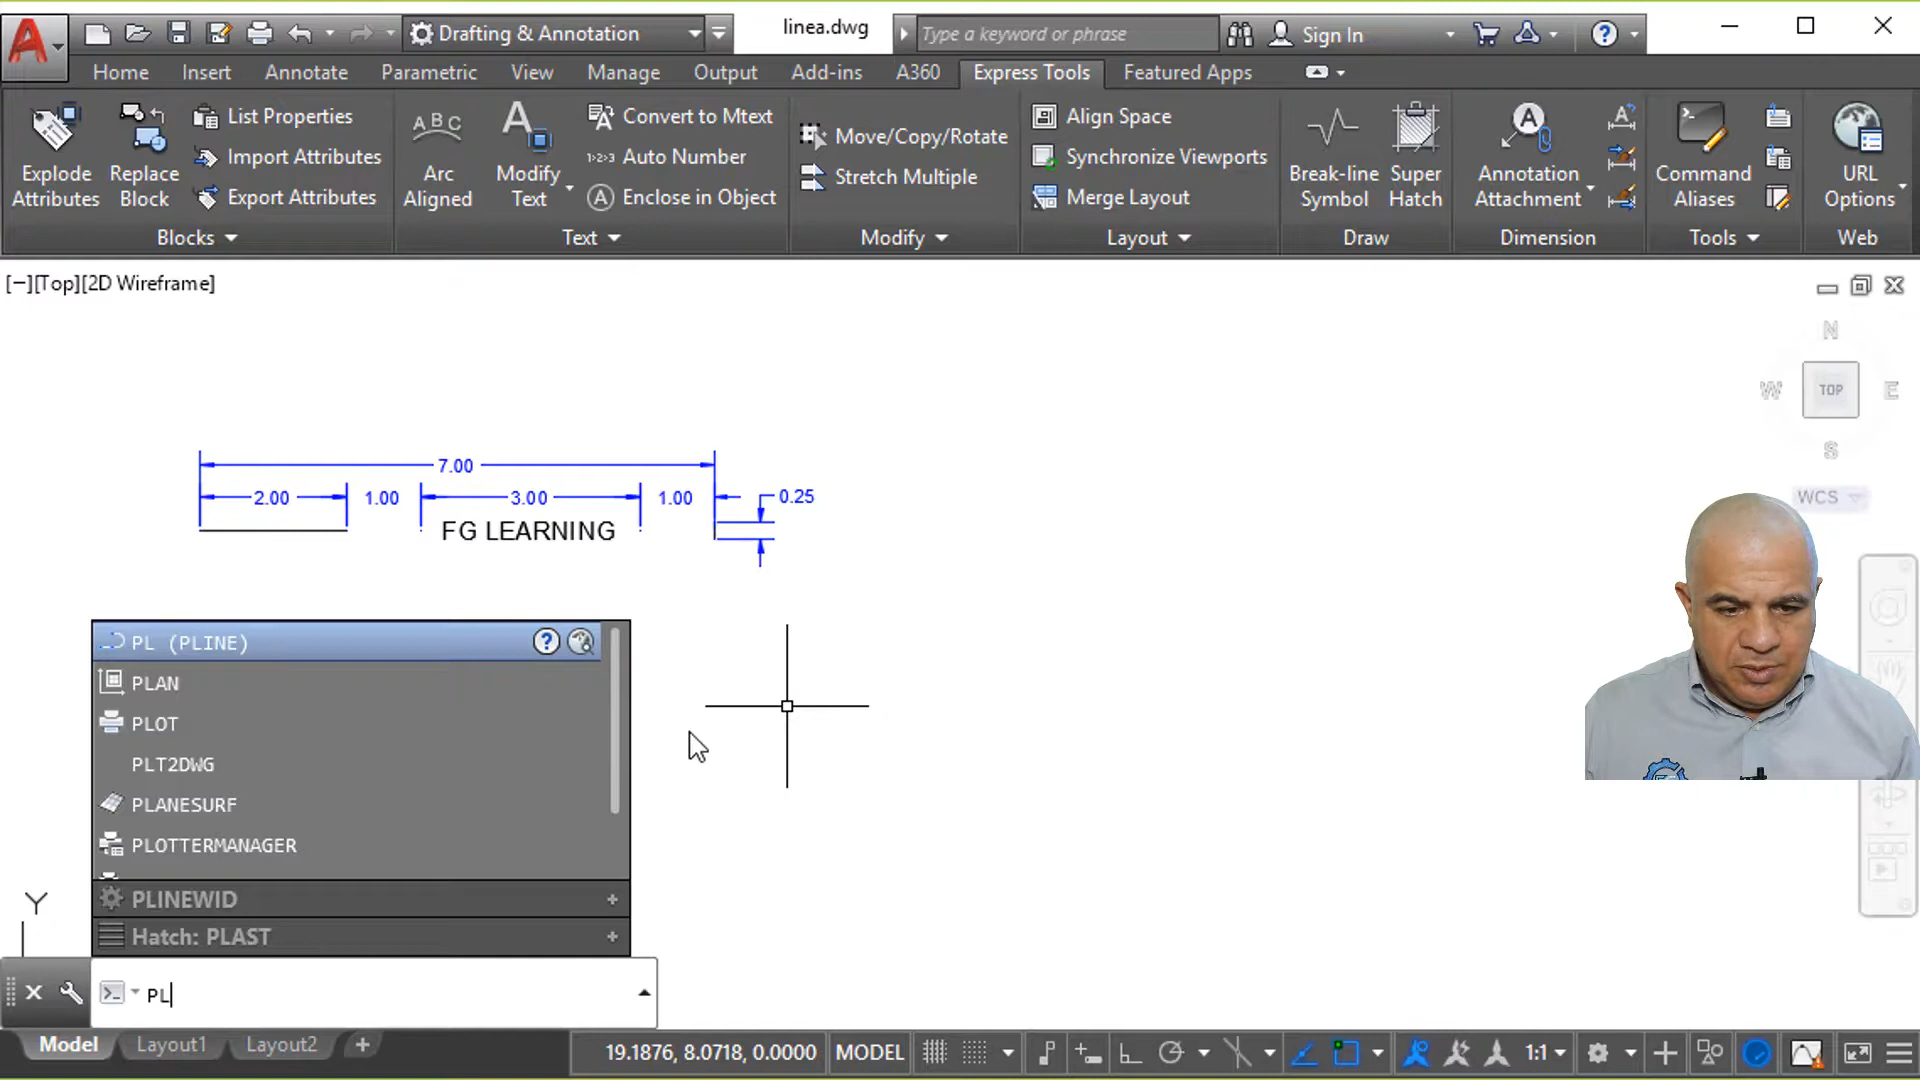 Drafting & Annotation
linea.dwg
Type a keyword or phrase
Sign In
Home Insert Annotate Parametric View Manage Output Add-ins A360 Express Tools Featured Apps
Explode Attributes
Replace Block
List Properties
Import Attributes
Export Attributes
Blocks
ABC
Arc Aligned
Modify Text
Convert to Mtext
Auto Number
Enclose in Object
Text
Move/Copy/Rotate
Stretch Multiple
Modify
Align Space
Synchronize Viewports
Merge Layout
Layout
Break-line Symbol
Super Hatch
Draw
Annotation Attachment
Dimension
Command Aliases
Tools
URL Options
Web
[−][Top][2D Wireframe]
N
W TOP E
S
WCS
7.00
2.00 1.00 3.00 1.00 0.25
FG LEARNING
PL (PLINE)
PLAN
PLOT
PLT2DWG
PLANESURF
PLOTTERMANAGER
PLINEWID
Hatch: PLAST
Y
PL
Model Layout1 Layout2
19.1876, 8.0718, 0.0000 MODEL 1:1